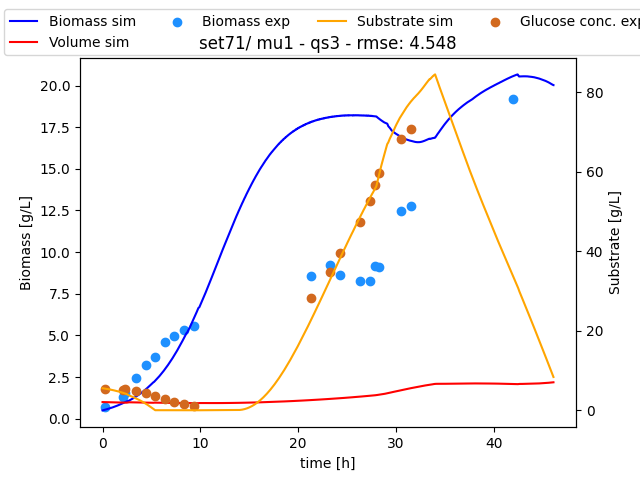 Biomass sim
Biomass exp
Substrate sim
Glucose conc. exp
Volume sim
set71/ mu1 - qs3 - rmse: 4.548
Biomass [g/L]
20.0
17.5
15.0
12.5
10.0
7.5
5.0
2.5
0.0
Substrate [g/L]
80
60
40
20
0
0
10
20
30
40
time [h]